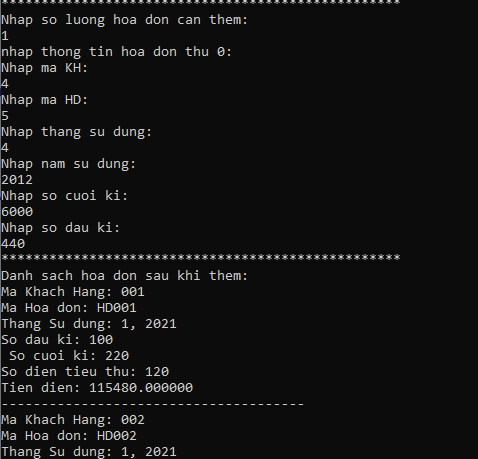 **************************************************
Nhap so luong hoa don can them:
1
nhap thong tin hoa don thu 0:
Nhap ma KH:
4
Nhap ma HD:
5
Nhap thang su dung:
4
Nhap nam su dung:
2012
Nhap so cuoi ki:
6000
Nhap so dau ki:
440
**************************************************
Danh sach hoa don sau khi them:
Ma Khach Hang: 001
Ma Hoa don: HD001
Thang Su dung: 1, 2021
So dau ki: 100
 So cuoi ki: 220
So dien tieu thu: 120
Tien dien: 115480.000000
--------------------------------------
Ma Khach Hang: 002
Ma Hoa don: HD002
Thang Su dung: 1, 2021